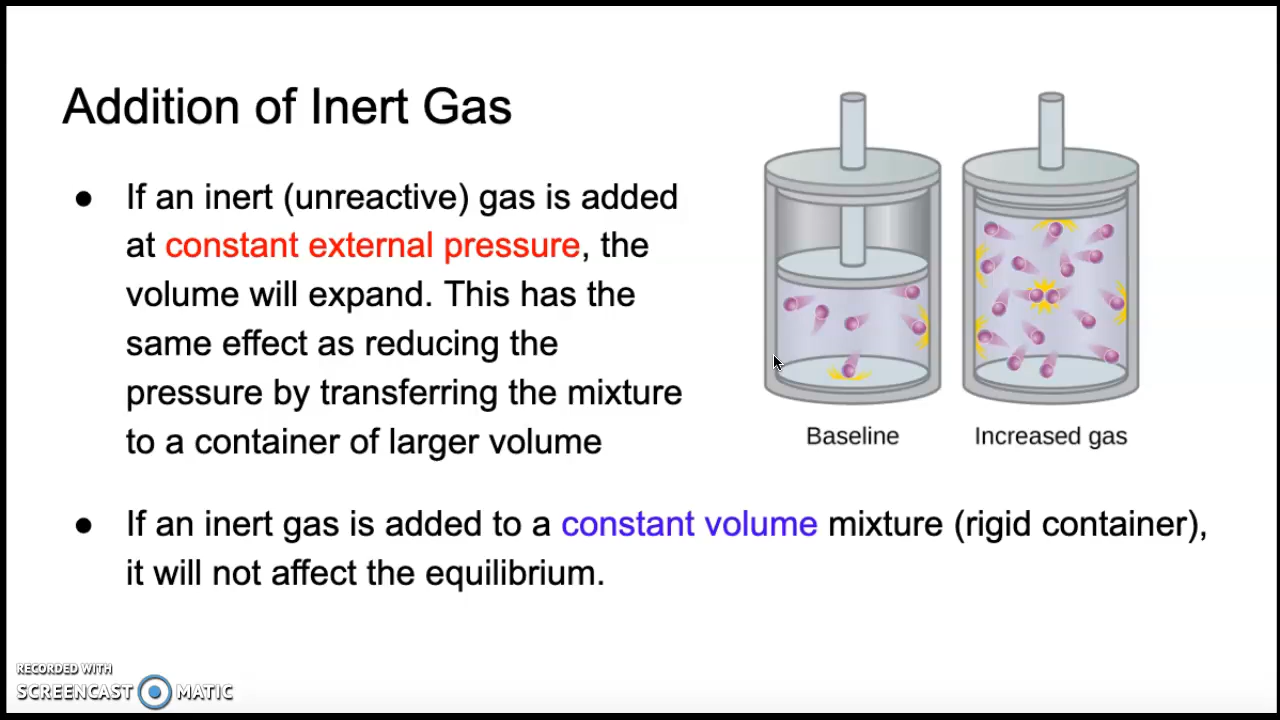 Addition of Inert Gas
● If an inert (unreactive) gas is added
at constant external pressure, the
volume will expand. This has the
same effect as reducing the
pressure by transferring the mixture
to a container of larger volume
Baseline
Increased gas
● If an inert gas is added to a constant volume mixture (rigid container),
it will not affect the equilibrium.
RECORDED WITH
SCREENCAST MATIC